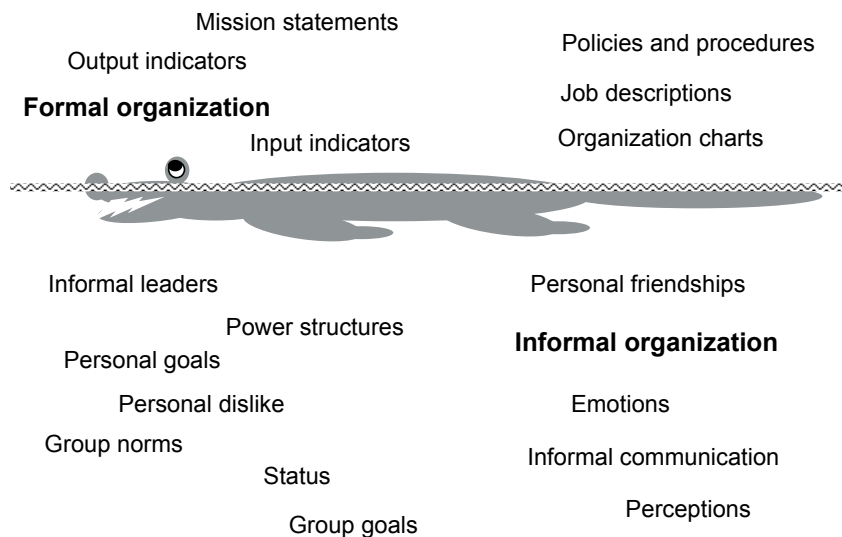 Mission statements
Policies and procedures
Output indicators
Job descriptions
Formal organization
Input indicators
Organization charts
Informal leaders
Personal friendships
Power structures
Informal organization
Personal goals
Personal dislike
Emotions
Group norms
Informal communication
Status
Perceptions
Group goals